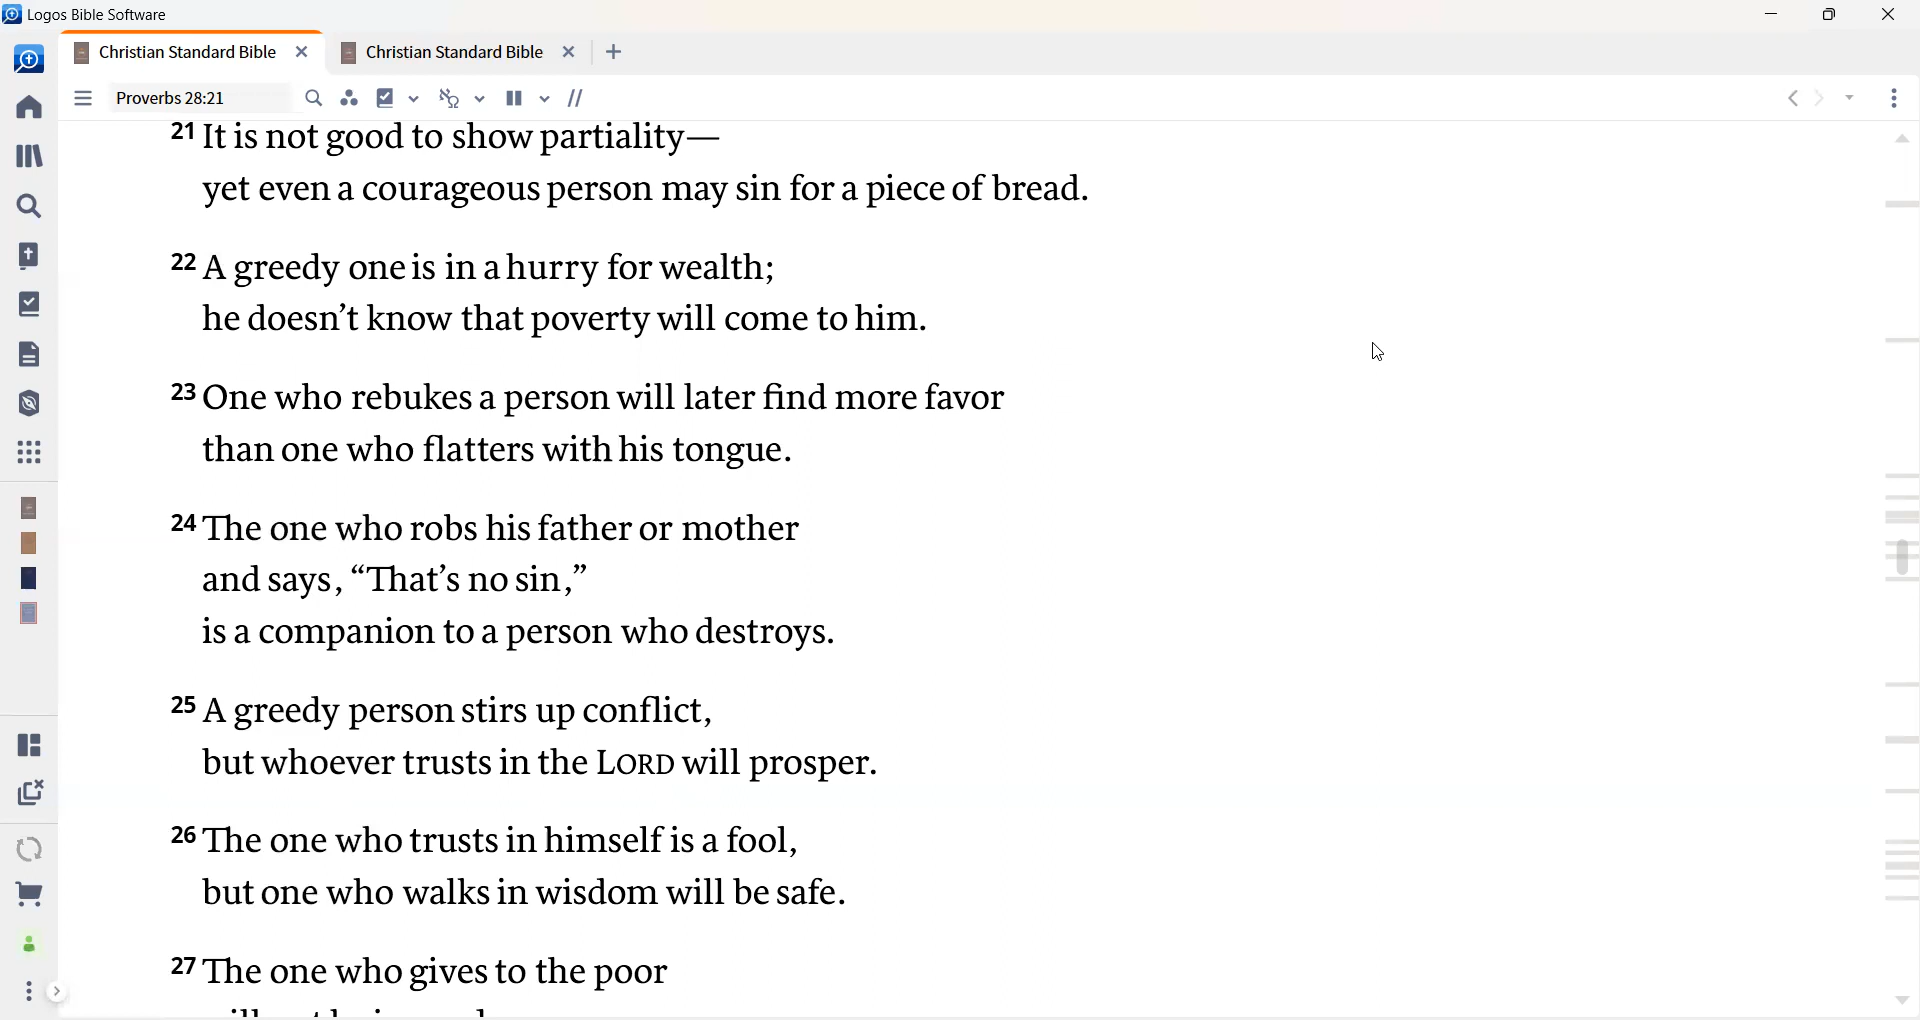 Logos Bible Software
Christian Standard Bible
Christian Standard Bible
Proverbs 28:21
21 It is not good to show partiality—
yet even a courageous person may sin for a piece of bread.
22 A greedy one is in a hurry for wealth;
he doesn’t know that poverty will come to him.
23 One who rebukes a person will later find more favor
than one who flatters with his tongue.
24 The one who robs his father or mother
and says, “That’s no sin,”
is a companion to a person who destroys.
25 A greedy person stirs up conflict,
but whoever trusts in the LORD will prosper.
26 The one who trusts in himself is a fool,
but one who walks in wisdom will be safe.
27 The one who gives to the poor